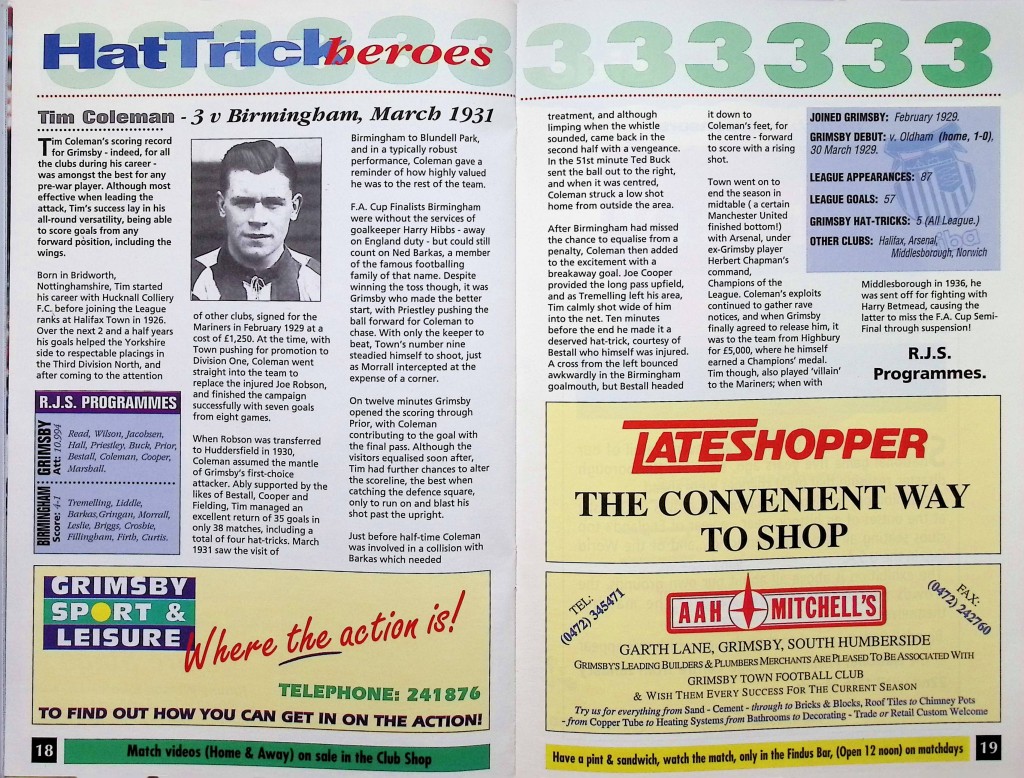 HatTrick heroes
3 3 3 3 3 3 3 3 3 3 3
Tim Coleman - 3 v Birmingham, March 1931
Tim Coleman's scoring record
for Grimsby - indeed, for all
the clubs during his career -
was amongst the best for any
pre-war player. Although most
effective when leading the
attack, Tim's success lay in his
all-round versatility, being able
to score goals from any
forward position, including the
wings.
Born in Bridworth,
Nottinghamshire, Tim started
his career with Hucknall Colliery
F.C. before joining the League
ranks at Halifax Town in 1926.
Over the next 2 and a half years
his goals helped the Yorkshire
side to respectable placings in
the Third Division North, and
after coming to the attention
R.J.S. PROGRAMMES
GRIMSBY
Att: 10,994
Read, Wilson, Jacobsen,
Hall, Priestley, Buck, Prior,
Bestall, Coleman, Cooper,
Marshall.
BIRMINGHAM
Score: 4-1
Tremelling, Liddle,
Barkas,Gringan, Morrall,
Leslie, Briggs, Crosbie,
Fillingham, Firth, Curtis.
of other clubs, signed for the
Mariners in February 1929 at a
cost of £1,250. At the time, with
Town pushing for promotion to
Division One, Coleman went
straight into the team to
replace the injured Joe Robson,
and finished the campaign
successfully with seven goals
from eight games.
When Robson was transferred
to Huddersfield in 1930,
Coleman assumed the mantle
of Grimsby's first-choice
attacker. Ably supported by the
likes of Bestall, Cooper and
Fielding, Tim managed an
excellent return of 35 goals in
only 38 matches, including a
total of four hat-tricks. March
1931 saw the visit of
Birmingham to Blundell Park,
and in a typically robust
performance, Coleman gave a
reminder of how highly valued
he was to the rest of the team.
F.A. Cup Finalists Birmingham
were without the services of
goalkeeper Harry Hibbs - away
on England duty - but could still
count on Ned Barkas, a member
of the famous footballing
family of that name. Despite
winning the toss though, it was
Grimsby who made the better
start, with Priestley pushing the
ball forward for Coleman to
chase. With only the keeper to
beat, Town's number nine
steadied himself to shoot, just
as Morrall intercepted at the
expense of a corner.
On twelve minutes Grimsby
opened the scoring through
Prior, with Coleman
contributing to the goal with
the final pass. Although the
visitors equalised soon after,
Tim had further chances to alter
the scoreline, the best when
catching the defence square,
only to run on and blast his
shot past the upright.
Just before half-time Coleman
was involved in a collision with
Barkas which needed
GRIMSBY
SPORT &
LEISURE
Where the action is!
TELEPHONE: 241876
TO FIND OUT HOW YOU CAN GET IN ON THE ACTION!
18
Match videos (Home & Away) on sale in the Club Shop
treatment, and although
limping when the whistle
sounded, came back in the
second half with a vengeance.
In the 51st minute Ted Buck
sent the ball out to the right,
and when it was centred,
Coleman struck a low shot
home from outside the area.
After Birmingham had missed
the chance to equalise from a
penalty, Coleman then added
to the excitement with a
breakaway goal. Joe Cooper
provided the long pass upfield,
and as Tremelling left his area,
Tim calmly shot wide of him
into the net. Ten minutes
before the end he made it a
deserved hat-trick, courtesy of
Bestall who himself was injured.
A cross from the left bounced
awkwardly in the Birmingham
goalmouth, but Bestall headed
it down to
Coleman's feet, for
the centre - forward
to score with a rising
shot.
Town went on to
end the season in
midtable ( a certain
Manchester United
finished bottom!)
with Arsenal, under
ex-Grimsby player
Herbert Chapman's
command,
Champions of the
League. Coleman's exploits
continued to gather rave
notices, and when Grimsby
finally agreed to release him, it
was to the team from Highbury
for £5,000, where he himself
earned a Champions' medal.
Tim though, also played 'villain'
to the Mariners; when with
JOINED GRIMSBY: February 1929.
GRIMSBY DEBUT: v. Oldham (home, 1-0),
30 March 1929.
LEAGUE APPEARANCES: 87
LEAGUE GOALS: 57
GRIMSBY HAT-TRICKS: 5 (All League.)
OTHER CLUBS: Halifax, Arsenal,
Middlesborough, Norwich
Middlesborough in 1936, he
was sent off for fighting with
Harry Betmead, causing the
latter to miss the F.A. Cup Semi-
Final through suspension!
R.J.S.
Programmes.
LATESHOPPER
THE CONVENIENT WAY
TO SHOP
TEL:
(0472) 345471
AAH MITCHELL'S
FAX:
(0472) 242760
GARTH LANE, GRIMSBY, SOUTH HUMBERSIDE
GRIMSBY'S LEADING BUILDERS & PLUMBERS MERCHANTS ARE PLEASED TO BE ASSOCIATED WITH
GRIMSBY TOWN FOOTBALL CLUB
& WISH THEM EVERY SUCCESS FOR THE CURRENT SEASON
Try us for everything from Sand - Cement - through to Bricks & Blocks, Roof Tiles to Chimney Pots
- from Copper Tube to Heating Systems from Bathrooms to Decorating - Trade or Retail Custom Welcome
Have a pint & sandwich, watch the match, only in the Findus Bar, (Open 12 noon) on matchdays
19